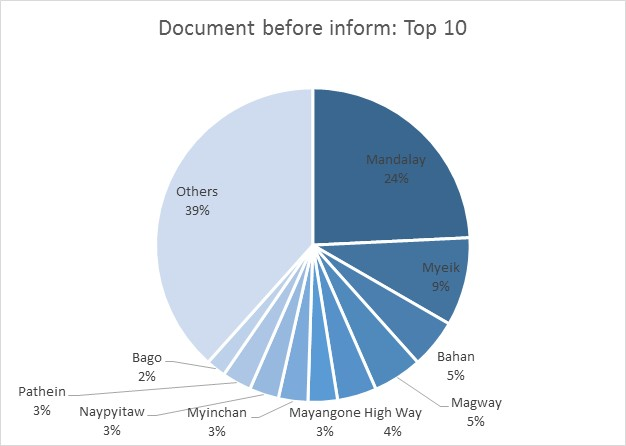 Document before inform: Top 10
Mandalay
24%
Myeik
9%
Bahan
5%
Magway
5%
High Way
4%
Mayangone
3%
Myinchan
3%
Naypyitaw
3%
Pathein
3%
Bago
2%
Others
39%